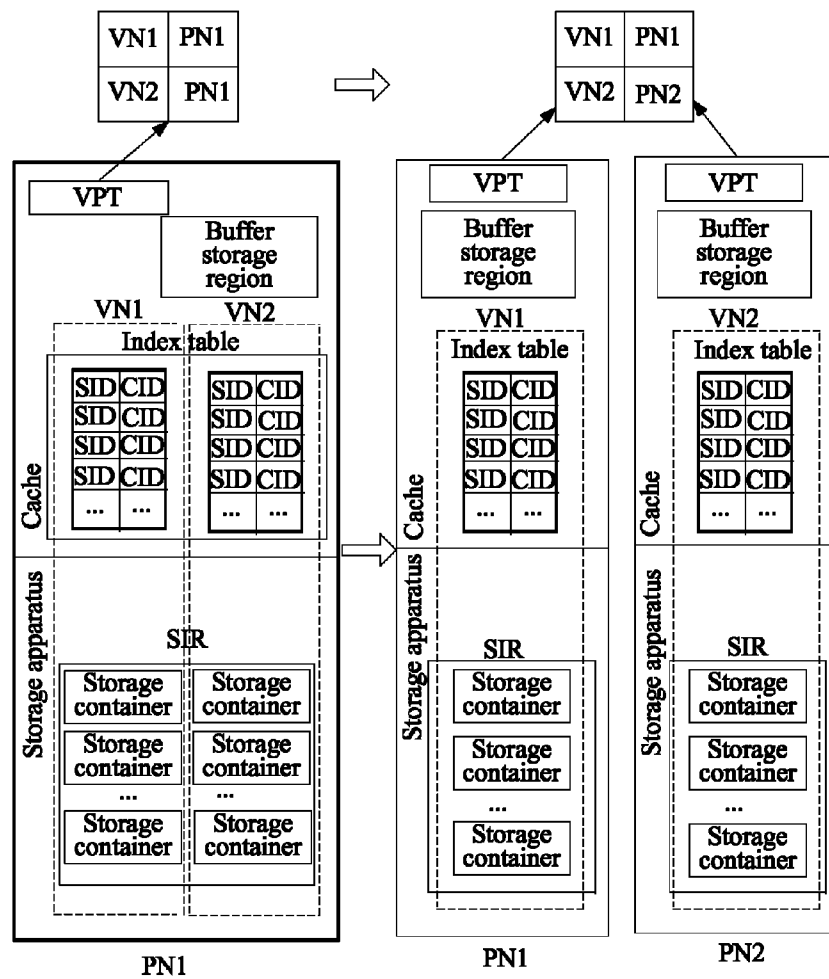 VN1 PN1
VN2 PN1
VN1 PN1
VN2 PN2
VPT
Buffer
storage
region
VN1
VN2
Index table
SID CID SID CID
SID CID SID CID
SID CID SID CID
SID CID SID CID
... ... ... ...
Cache
Storage apparatus
SIR
Storage
container
Storage
container
Storage
container
Storage
container
... ...
Storage
container
Storage
container
PN1
VPT
Buffer
storage
region
VN1
Index table
SID CID
SID CID
SID CID
SID CID
... ...
Cache
Storage apparatus
SIR
Storage
container
Storage
container
...
Storage
container
PN1
VPT
Buffer
storage
region
VN2
Index table
SID CID
SID CID
SID CID
SID CID
... ...
Cache
Storage apparatus
SIR
Storage
container
Storage
container
...
Storage
container
PN2